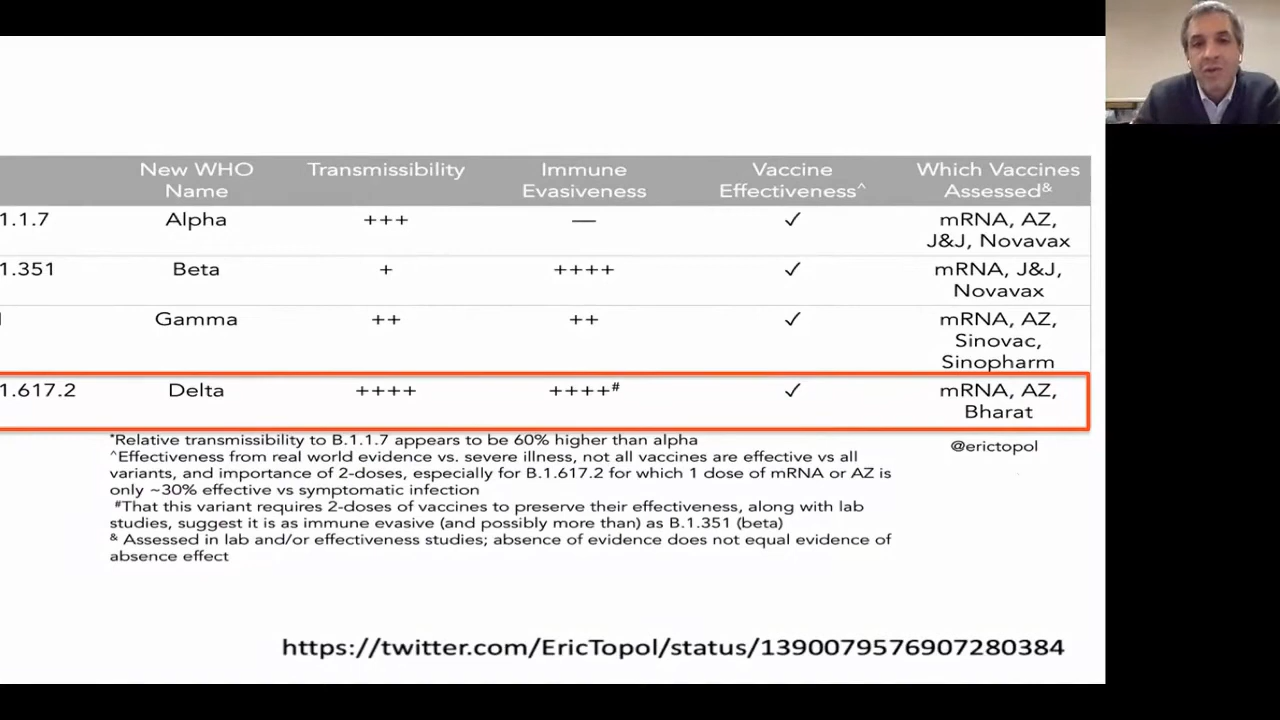 New WHO Name Transmissibility Immune Evasiveness Vaccine Effectiveness^ Which Vaccines Assessed&
1.1.7 Alpha +++ — ✓ mRNA, AZ,
J&J, Novavax
1.351 Beta + ++++ ✓ mRNA, J&J,
Novavax
Gamma ++ ++ ✓ mRNA, AZ,
Sinovac,
Sinopharm
1.617.2 Delta ++++ ++++# ✓ mRNA, AZ,
Bharat
*Relative transmissibility to B.1.1.7 appears to be 60% higher than alpha
@erictopol
^Effectiveness from real world evidence vs. severe illness, not all vaccines are effective vs all
variants, and importance of 2-doses, especially for B.1.617.2 for which 1 dose of mRNA or AZ is
only ~30% effective vs symptomatic infection
#That this variant requires 2-doses of vaccines to preserve their effectiveness, along with lab
studies, suggest it is as immune evasive (and possibly more than) as B.1.351 (beta)
& Assessed in lab and/or effectiveness studies; absence of evidence does not equal evidence of
absence effect
https://twitter.com/EricTopol/status/1390079576907280384